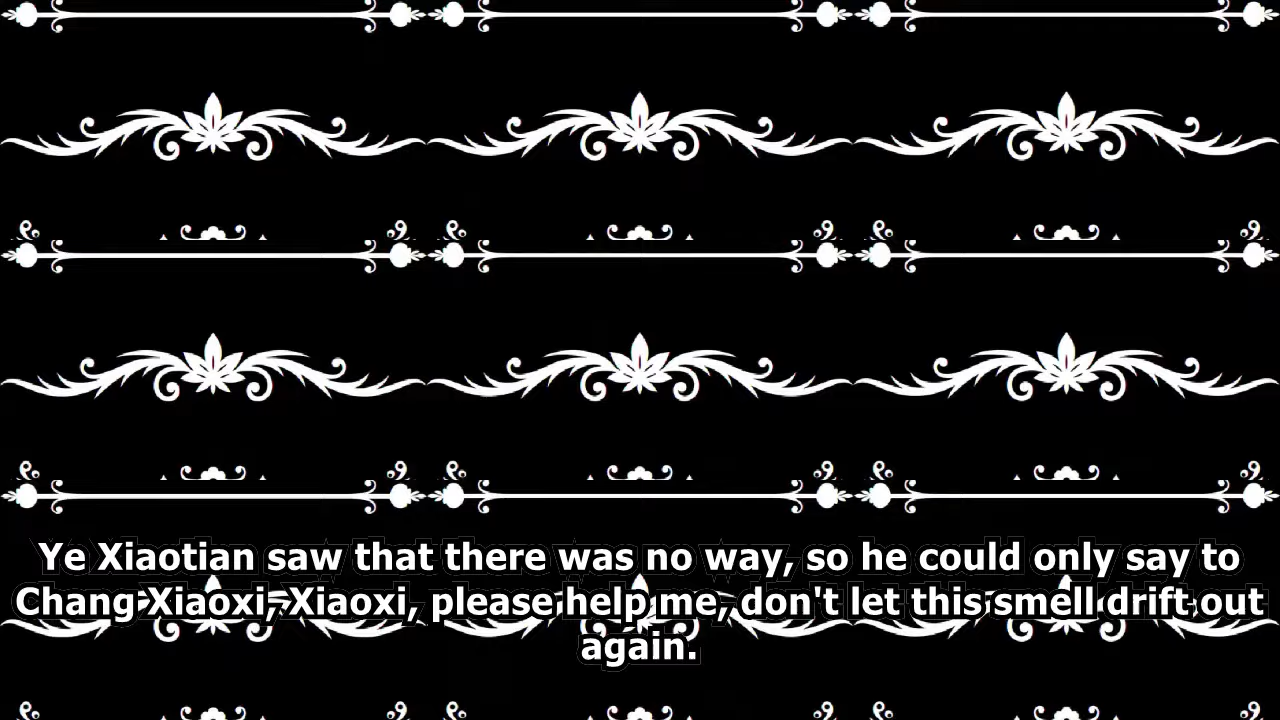 Ye Xiaotian saw that there was no way, so he could only say to
Chang Xiaoxi, Xiaoxi, please help me, don't let this smell drift out
again.